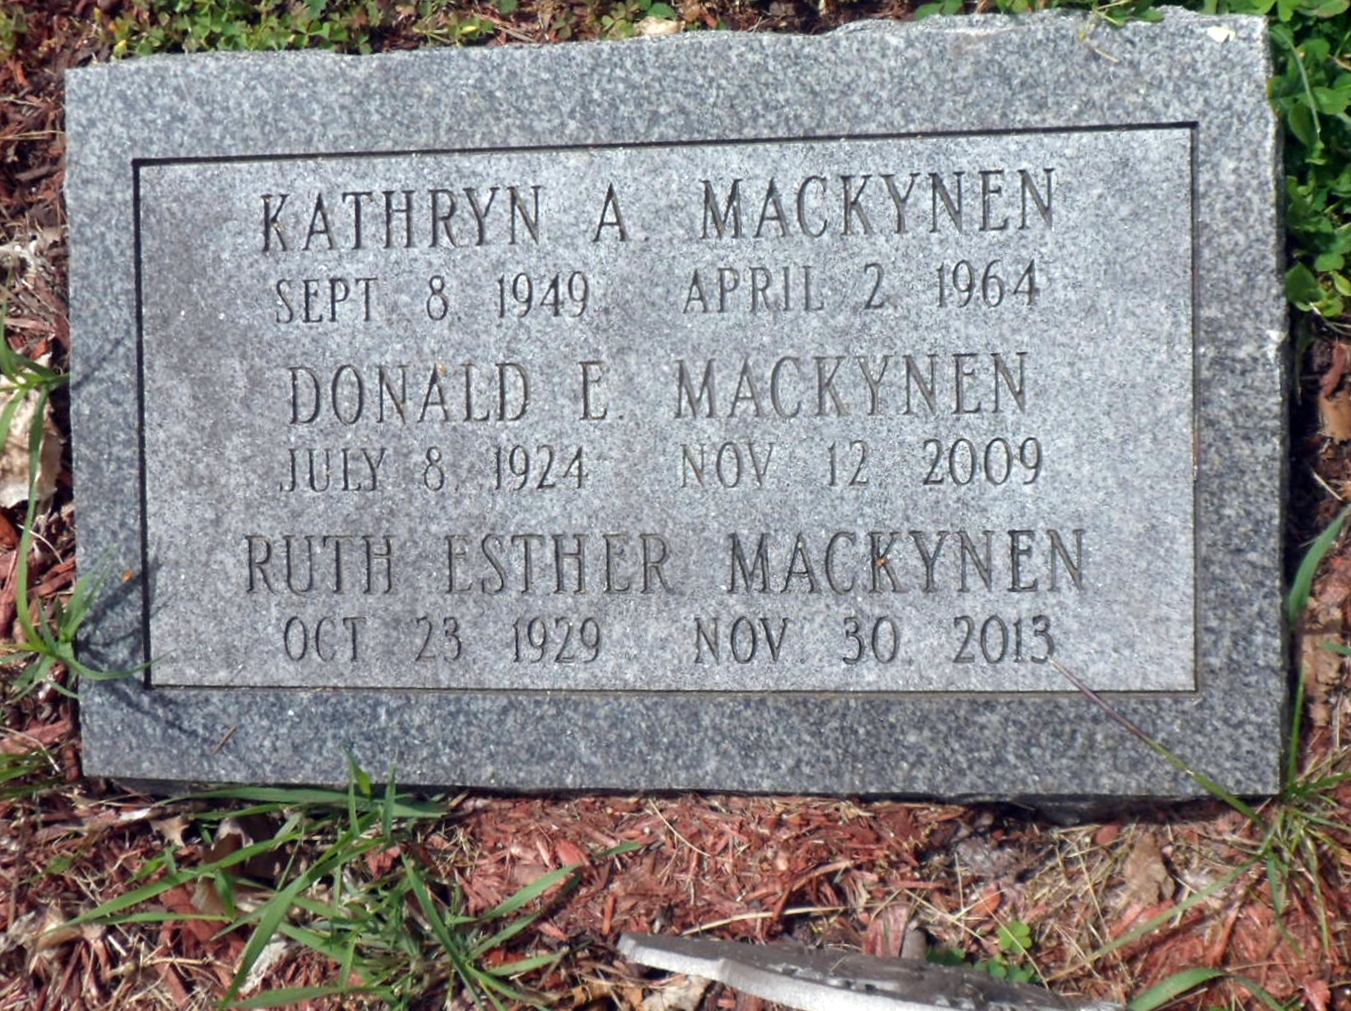 KATHRYN A. MACKYNEN
SEPT 8, 1949 APRIL 2, 1964
DONALD E. MACKYNEN
JULY 8, 1924 NOV. 12, 2009
RUTH ESTHER MACKYNEN
OCT 23, 1929 NOV. 30, 2013